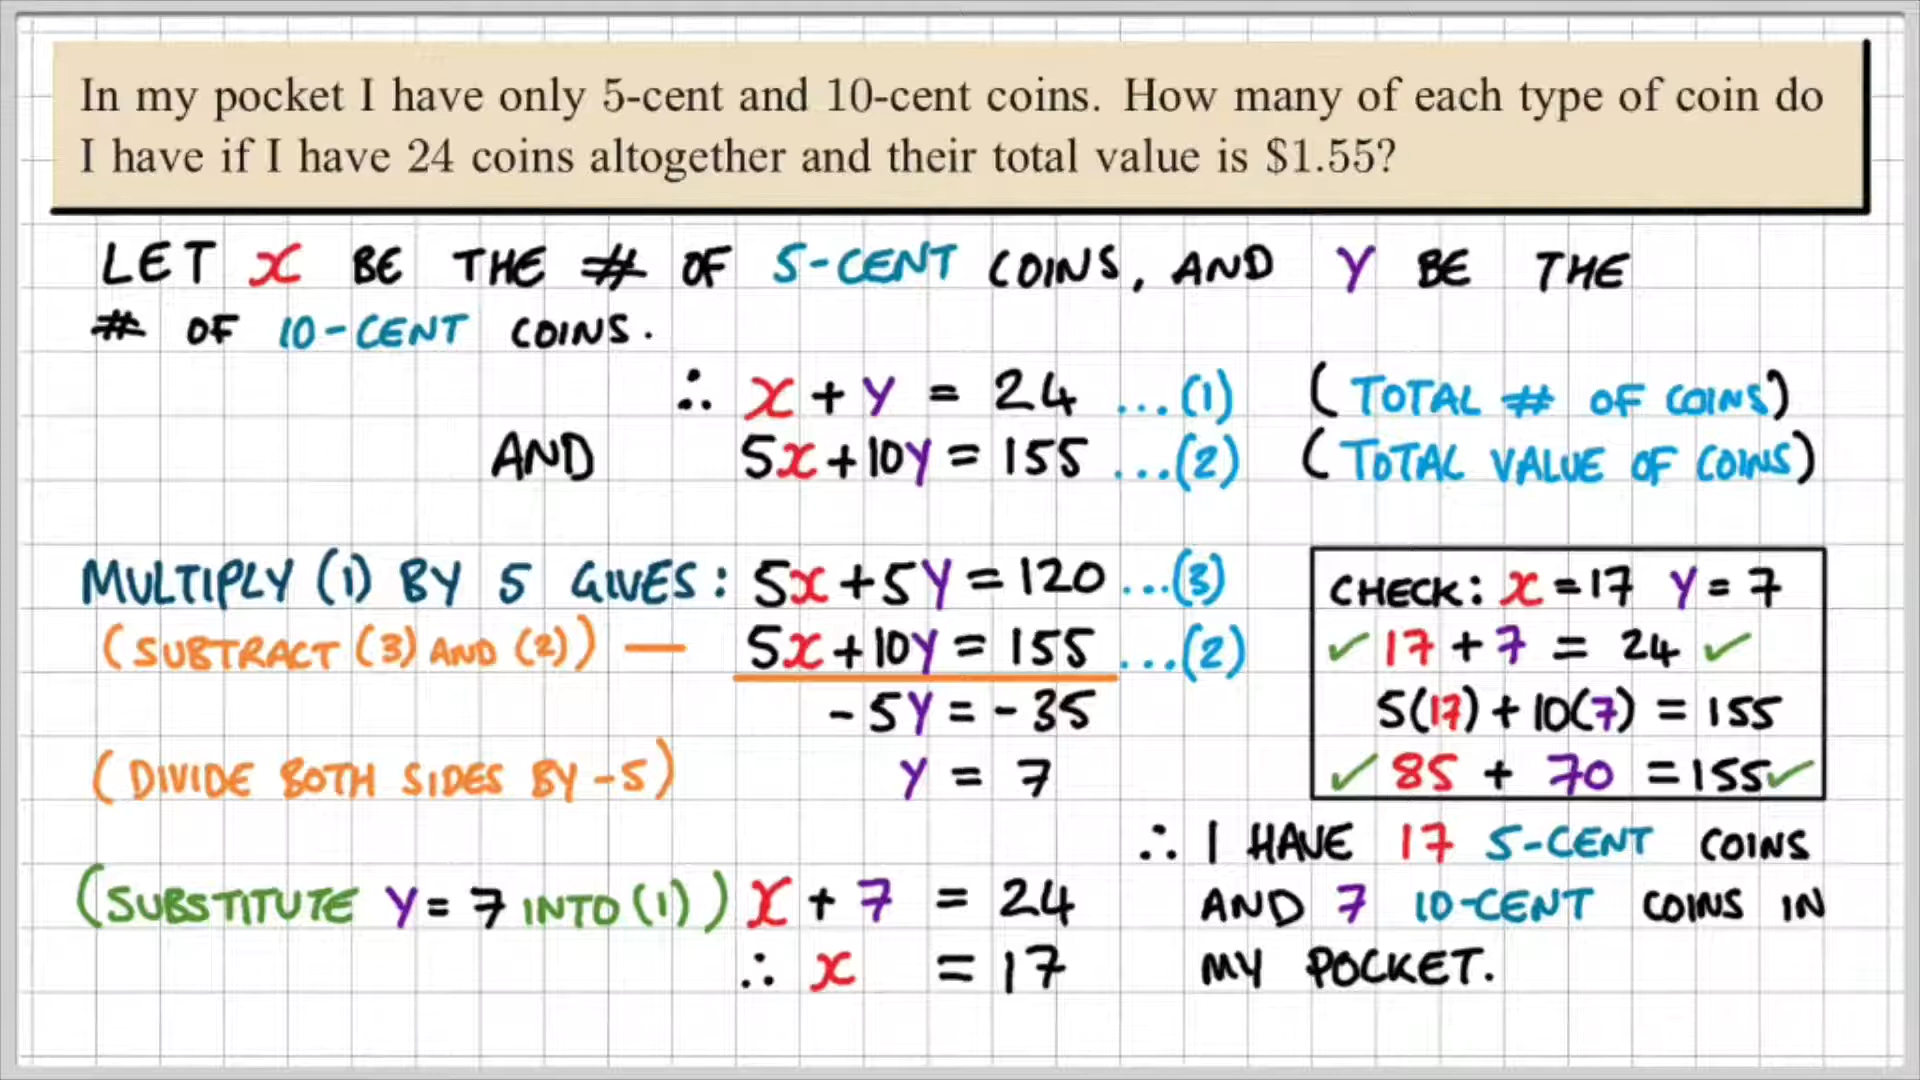 In my pocket I have only 5-cent and 10-cent coins. How many of each type of coin do
I have if I have 24 coins altogether and their total value is $1.55?
LET x BE THE # OF 5-CENT COINS, AND Y BE THE
# OF 10-CENT COINS.
∴ x + Y = 24 ...(1) (TOTAL # OF COINS)
AND 5x+10Y = 155 ...(2) (TOTAL VALUE OF COINS)
MULTIPLY (1) BY 5 GIVES: 5x+5Y = 120 ...(3)
(SUBTRACT (3) AND (2)) — 5x+10Y = 155 ...(2)
-5Y = -35
(DIVIDE BOTH SIDES BY -5) Y = 7
(SUBSTITUTE Y = 7 INTO (1)) x + 7 = 24
∴ x = 17
CHECK: x = 17 Y = 7
✓ 17 + 7 = 24 ✓
5(17) + 10(7) = 155
✓ 85 + 70 = 155 ✓
∴ I HAVE 17 5-CENT COINS
AND 7 10-CENT COINS IN
MY POCKET.